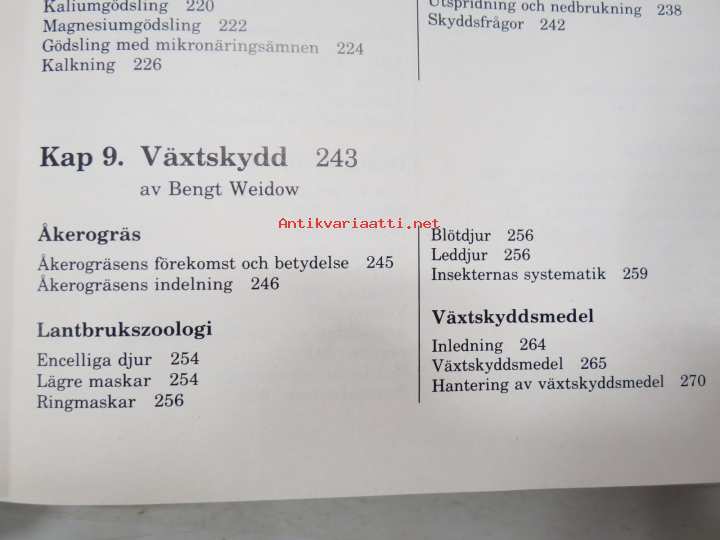 Kaliumgödsling 220
Magnesiumgödsling 222
Gödsling med mikronäringsämnen 224
Kalkning 226
Utspridning och nedbrukning 238
Skyddsfrågor 242
Kap 9. Växtskydd 243
av Bengt Weidow
Antikvariaatti.net
Åkerogräs
Åkerogräsens förekomst och betydelse 245
Åkerogräsens indelning 246
Lantbrukszoologi
Encelliga djur 254
Lägre maskar 254
Ringmaskar 256
Blötdjur 256
Leddjur 256
Insekternas systematik 259
Växtskyddsmedel
Inledning 264
Växtskyddsmedel 265
Hantering av växtskyddsmedel 270